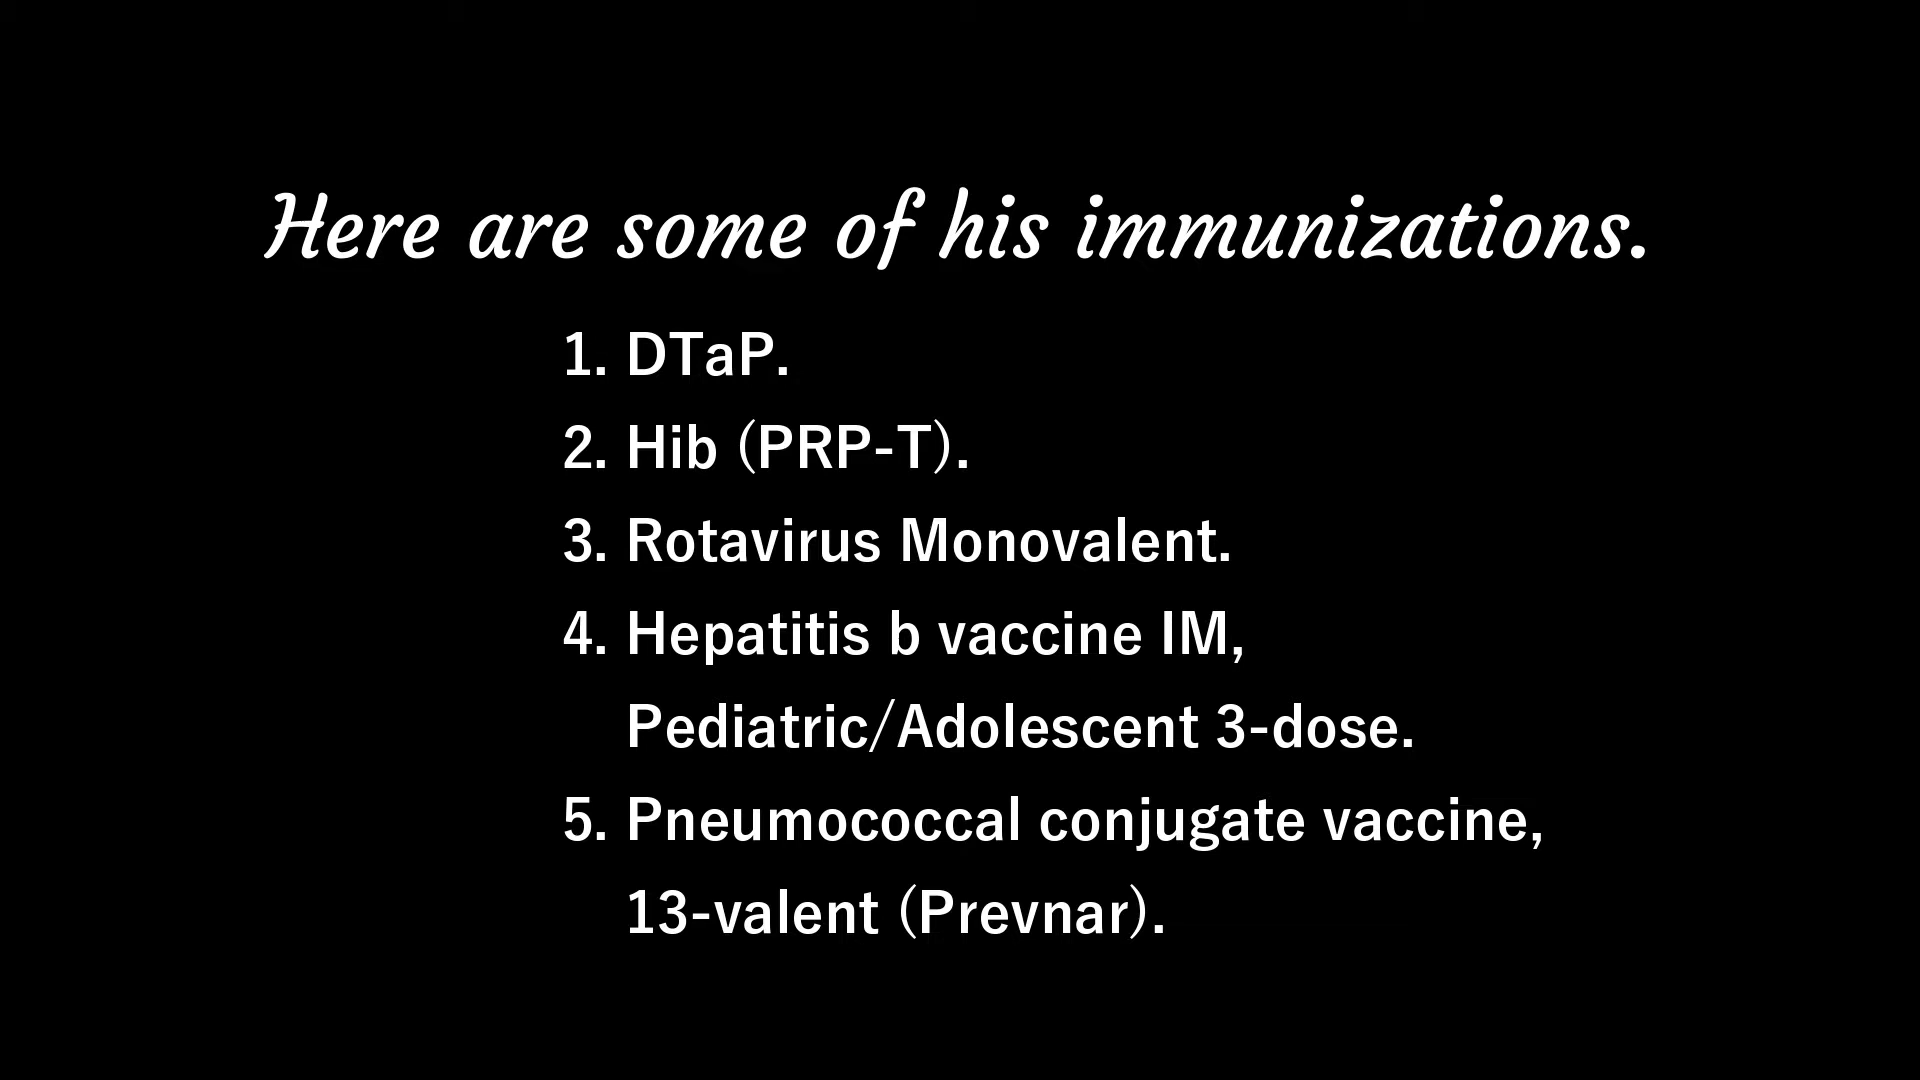 Here are some of his immunizations.
1. DTaP.
2. Hib (PRP-T).
3. Rotavirus Monovalent.
4. Hepatitis b vaccine IM,
Pediatric/Adolescent 3-dose.
5. Pneumococcal conjugate vaccine,
13-valent (Prevnar).